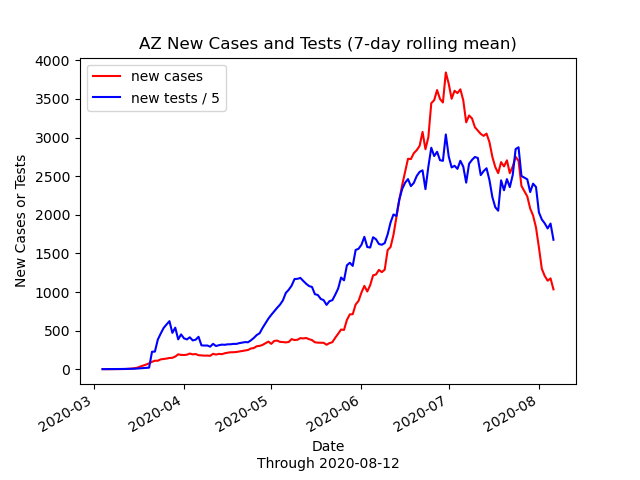 AZ New Cases and Tests (7-day rolling mean)
new cases
new tests / 5
4000
3500
3000
2500
2000
1500
1000
500
0
New Cases or Tests
2020-03
2020-04
2020-05
2020-06
2020-07
2020-08
Date
Through 2020-08-12